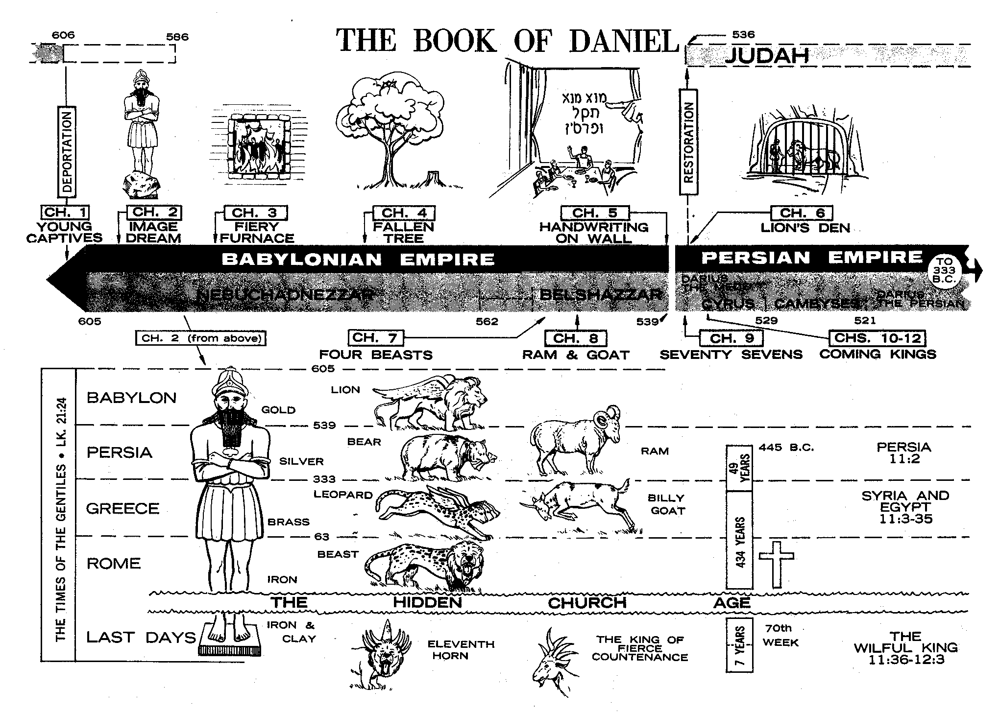 THE BOOK OF DANIEL
606
586
536
JUDAH
DEPORTATION
RESTORATION
מנא מנא
תקל
ופרסין
CH. 1
YOUNG
CAPTIVES
CH. 2
IMAGE
DREAM
CH. 3
FIERY
FURNACE
CH. 4
FALLEN
TREE
CH. 5
HANDWRITING
ON WALL
CH. 6
LION'S DEN
BABYLONIAN EMPIRE
PERSIAN EMPIRE
TO
333
B.C.
NEBUCHADNEZZAR
BELSHAZZAR
DARIUS
THE MEDE
CYRUS
CAMBYSES
DARIUS
THE PERSIAN
605
562
539
529
521
CH. 2 (from above)
CH. 7
FOUR BEASTS
CH. 8
RAM & GOAT
CH. 9
SEVENTY SEVENS
CHS. 10-12
COMING KINGS
THE TIMES OF THE GENTILES • LK. 21:24
605
BABYLON
GOLD
LION
539
PERSIA
SILVER
BEAR
RAM
445 B.C.
49
YEARS
PERSIA
11:2
333
GREECE
BRASS
LEOPARD
BILLY
GOAT
SYRIA AND
EGYPT
11:3-35
63
ROME
IRON
BEAST
434 YEARS
THE HIDDEN CHURCH AGE
LAST DAYS
IRON &
CLAY
ELEVENTH
HORN
THE KING OF
FIERCE
COUNTENANCE
7 YEARS
70th
WEEK
THE
WILFUL KING
11:36-12:3